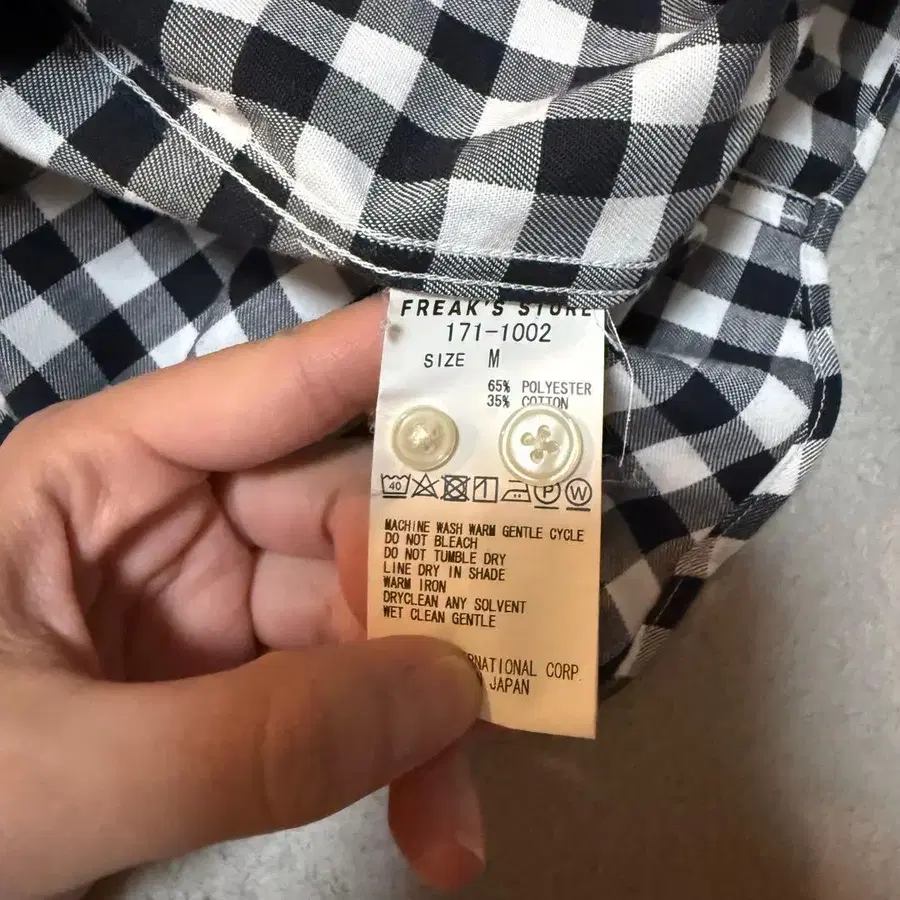 FREAK'S STORE
171-1002
SIZE M
65% POLYESTER
35% COTTON
40
P W
MACHINE WASH WARM GENTLE CYCLE
DO NOT BLEACH
DO NOT TUMBLE DRY
LINE DRY IN SHADE
WARM IRON
DRYCLEAN ANY SOLVENT
WET CLEAN GENTLE
CORP.
JAPAN